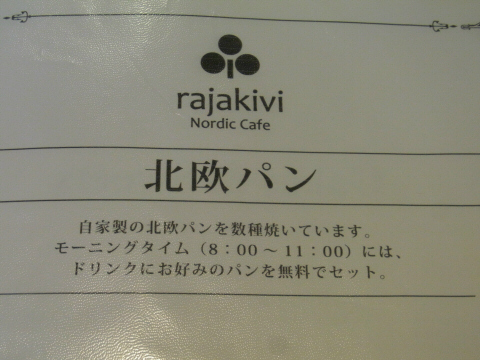 rajakivi
Nordic Cafe
北欧パン
自家製の北欧パンを数種焼いています。
モーニングタイム（8：00～11：00）には、
ドリンクにお好みのパンを無料でセット。